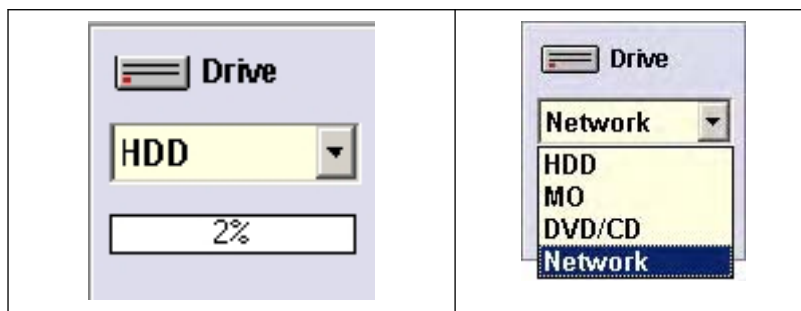 Drive
HDD
2%
Drive
Network
HDD
MO
DVD/CD
Network